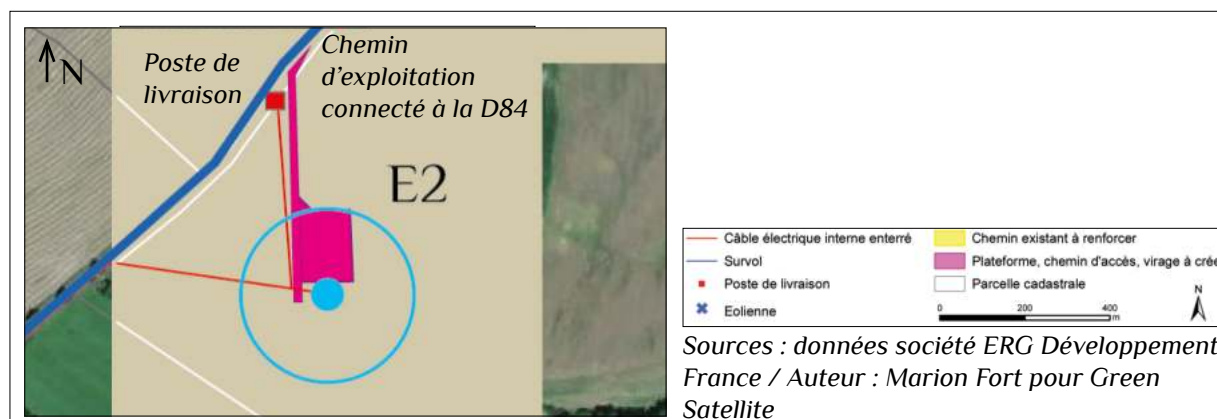 N
Poste de
livraison
Chemin
d'exploitation
connecté à la D84
E2
Câble électrique interne enterré
Survol
Poste de livraison
Eolienne
Chemin existant à renforcer
Plateforme, chemin d'accès, virage à crée
Parcelle cadastrale
0 200 400
m
N
Sources : données société ERG Développement
France / Auteur : Marion Fort pour Green
Satellite